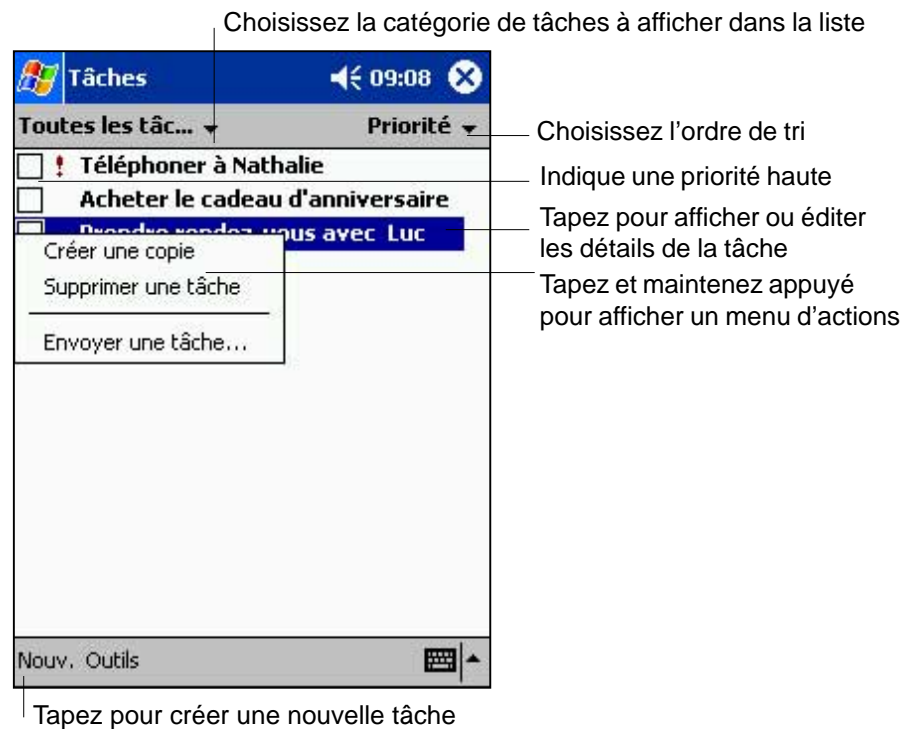 Choisissez la catégorie de tâches à afficher dans la liste
Tâches 09:08
Toutes les tâc... Priorité
Choisissez l’ordre de tri
! Téléphoner à Nathalie
Indique une priorité haute
Acheter le cadeau d'anniversaire
Prendre rendez-vous avec Luc
Tapez pour afficher ou éditer
les détails de la tâche
Créer une copie
Supprimer une tâche
Envoyer une tâche...
Tapez et maintenez appuyé
pour afficher un menu d’actions
Nouv. Outils
Tapez pour créer une nouvelle tâche